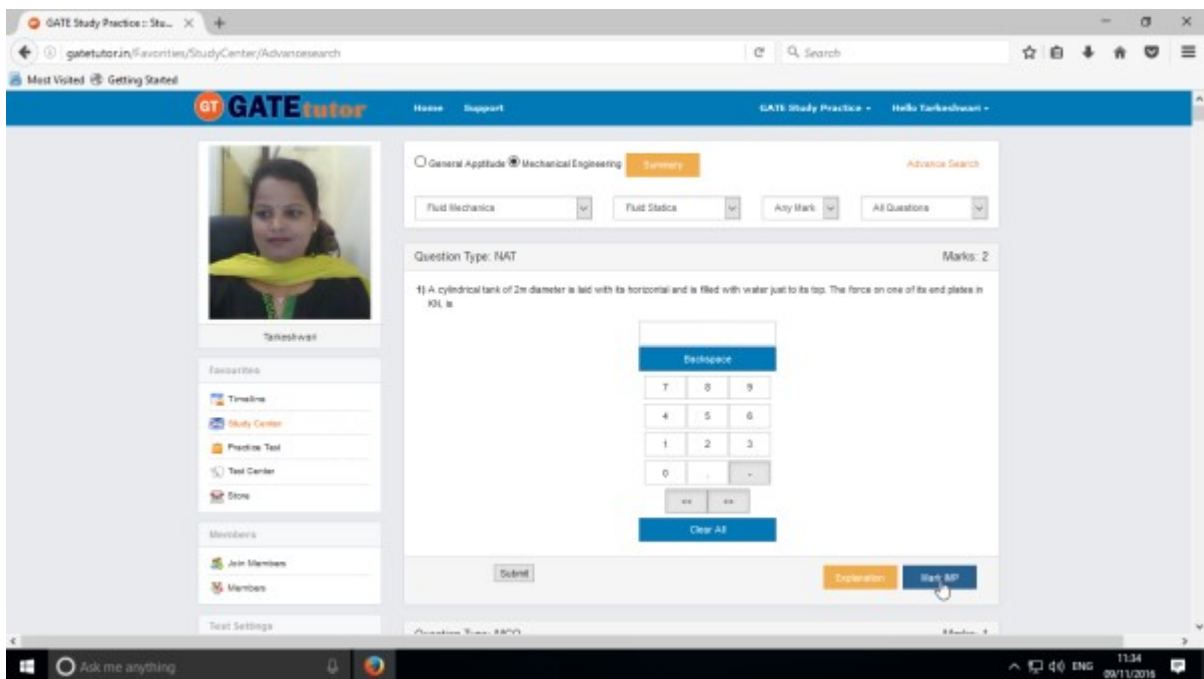 GATE Study Practice :: Stu...
gatetutor.in/Favorities/StudyCenter/Advancesearch
Search
Most Visited Getting Started
GT GATEtutor
Home Support GATE Study Practice Hello Tarkeshwari
General Apptitude Mechanical Engineering Summary Advance Search
Fluid Mechanics Fluid Statics Any Mark All Questions
Question Type: NAT Marks: 2
1) A cylindrical tank of 2m diameter is laid with its horizontal and is filled with water just to its top. The force on one of its end plates in
KN, is
Backspace
7 8 9
4 5 6
1 2 3
0 . -
Clear All
Submit Explanation Mark IMP
Question Type: MCQ Marks: 1
Tarkeshwari
Favourites
Timeline
Study Center
Practice Test
Test Center
Store
Members
Join Members
Members
Test Settings
Ask me anything
ENG
11:34
09/11/2016